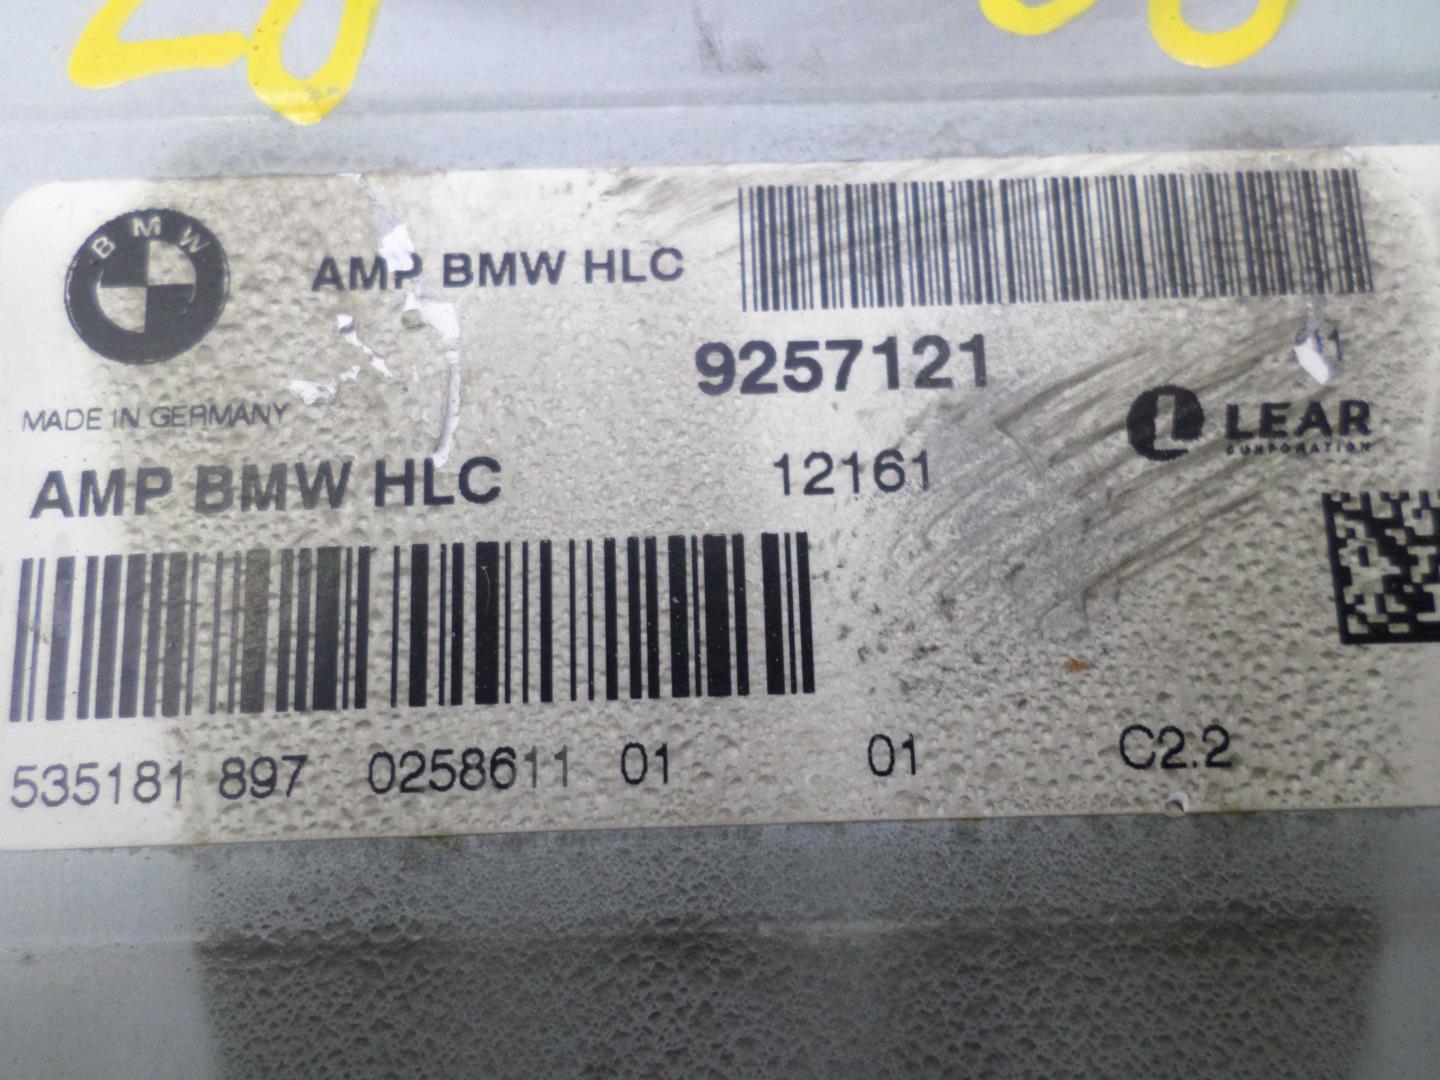 BMW
AMP BMW HLC
9257121
MADE IN GERMANY
LEAR
CORPORATION
AMP BMW HLC
12161
535181 897 0258611 01 01 C2.2